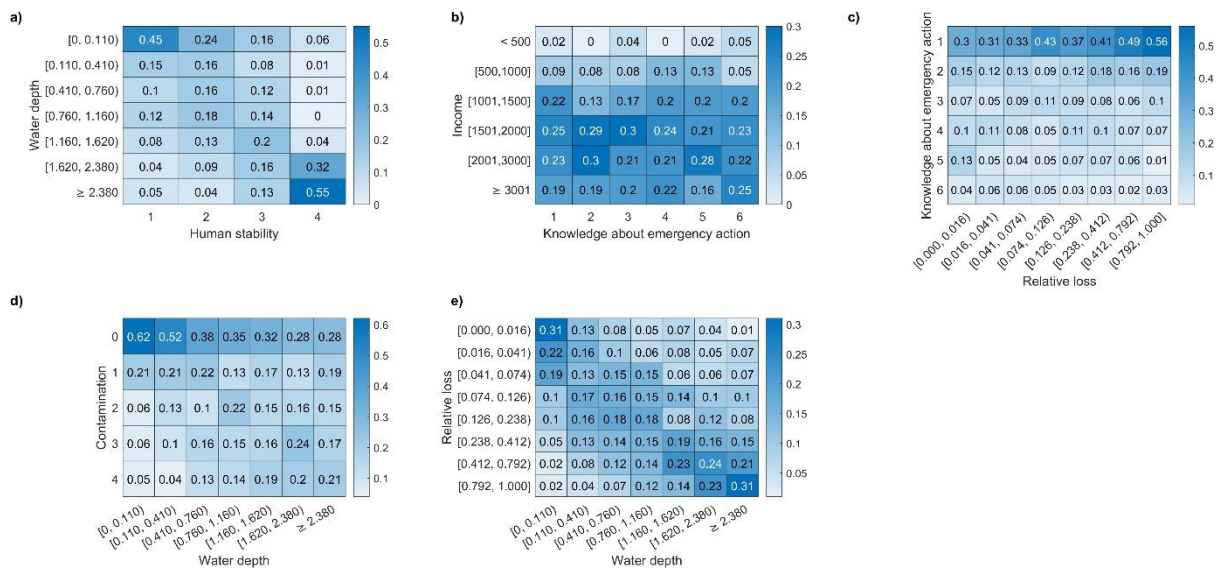 a)
Water depth
[0, 0.110) 0.45 0.24 0.16 0.06
[0.110, 0.410) 0.15 0.16 0.08 0.01
[0.410, 0.760) 0.1 0.16 0.12 0.01
[0.760, 1.160) 0.12 0.18 0.14 0
[1.160, 1.620) 0.08 0.13 0.2 0.04
[1.620, 2.380) 0.04 0.09 0.16 0.32
≥ 2.380 0.05 0.04 0.13 0.55
1 2 3 4
Human stability
0.5
0.4
0.3
0.2
0.1
0
b)
Income
< 500 0.02 0 0.04 0 0.02 0.05
[500,1000] 0.09 0.08 0.08 0.13 0.13 0.05
[1001,1500] 0.22 0.13 0.17 0.2 0.2 0.2
[1501,2000] 0.25 0.29 0.3 0.24 0.21 0.23
[2001,3000] 0.23 0.3 0.21 0.21 0.28 0.22
≥ 3001 0.19 0.19 0.2 0.22 0.16 0.25
1 2 3 4 5 6
Knowledge about emergency action
0.3
0.25
0.2
0.15
0.1
0.05
0
c)
Knowledge about emergency action
1 0.3 0.31 0.33 0.43 0.37 0.41 0.49 0.56
2 0.15 0.12 0.13 0.09 0.12 0.18 0.16 0.19
3 0.07 0.05 0.09 0.11 0.09 0.08 0.06 0.1
4 0.1 0.11 0.08 0.05 0.11 0.1 0.07 0.07
5 0.13 0.05 0.04 0.05 0.07 0.07 0.06 0.01
6 0.04 0.06 0.06 0.05 0.03 0.03 0.02 0.03
[0.000, 0.016) [0.016, 0.041) [0.041, 0.074) [0.074, 0.126) [0.126, 0.238) [0.238, 0.412) [0.412, 0.792) [0.792, 1.000]
Relative loss
0.5
0.4
0.3
0.2
0.1
d)
Contamination
0 0.62 0.52 0.38 0.35 0.32 0.28 0.28
1 0.21 0.21 0.22 0.13 0.17 0.13 0.19
2 0.06 0.13 0.1 0.22 0.15 0.16 0.15
3 0.06 0.1 0.16 0.15 0.16 0.24 0.17
4 0.05 0.04 0.13 0.14 0.19 0.2 0.21
[0, 0.110) [0.110, 0.410) [0.410, 0.760) [0.760, 1.160) [1.160, 1.620) [1.620, 2.380) ≥ 2.380
Water depth
0.6
0.5
0.4
0.3
0.2
0.1
e)
Relative loss
[0.000, 0.016) 0.31 0.13 0.08 0.05 0.07 0.04 0.01
[0.016, 0.041) 0.22 0.16 0.1 0.06 0.08 0.05 0.07
[0.041, 0.074) 0.19 0.13 0.15 0.15 0.06 0.06 0.07
[0.074, 0.126) 0.1 0.17 0.16 0.15 0.14 0.1 0.1
[0.126, 0.238) 0.1 0.16 0.18 0.18 0.08 0.12 0.08
[0.238, 0.412) 0.05 0.13 0.14 0.15 0.19 0.16 0.15
[0.412, 0.792) 0.02 0.08 0.12 0.14 0.23 0.24 0.21
[0.792, 1.000] 0.02 0.04 0.07 0.12 0.14 0.23 0.31
[0, 0.110) [0.110, 0.410) [0.410, 0.760) [0.760, 1.160) [1.160, 1.620) [1.620, 2.380) ≥ 2.380
Water depth
0.3
0.25
0.2
0.15
0.1
0.05